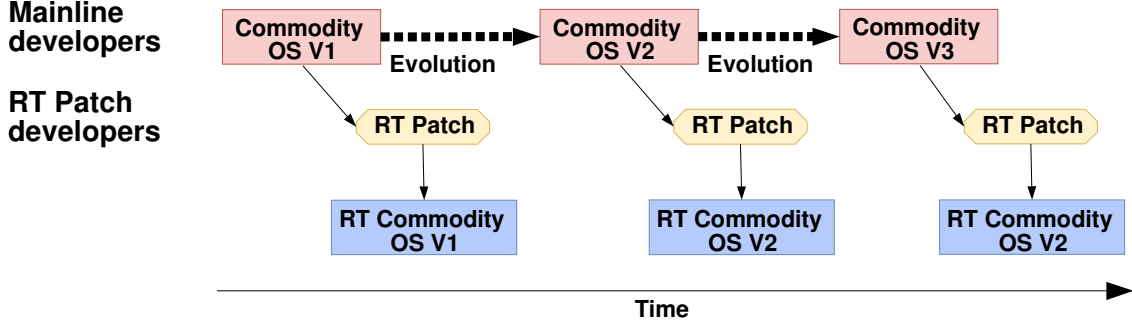 Mainline
developers
Commodity
OS V1
Evolution
Commodity
OS V2
Evolution
Commodity
OS V3
RT Patch
developers
RT Patch
RT Patch
RT Patch
RT Commodity
OS V1
RT Commodity
OS V2
RT Commodity
OS V2
Time